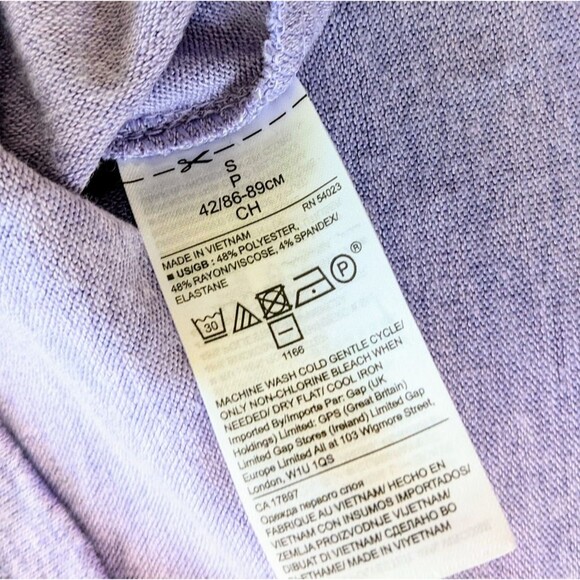 S
P
42/86-89CM
CH
RN 54023
MADE IN VIETNAM
■ US/GB : 48% POLYESTER,
48% RAYON/VISCOSE, 4% SPANDEX/
ELASTANE
30
P®
1166
MACHINE WASH COLD GENTLE CYCLE/
ONLY NON-CHLORINE BLEACH WHEN
NEEDED/ DRY FLAT/ COOL IRON
Imported By/Importe Par: Gap (UK
Holdings) Limited: GPS (Great Britain)
Limited Gap Stores (Ireland) Limited Gap
Europe Limited All at 103 Wigmore Street,
London, W1U 1QS
CA 17897
Одежда первого слоя
FABRIQUE AU VIETNAM/ HECHO EN
VIETNAM CON INSUMOS IMPORTADOS/
ZEMLJA PROIZVODNJE VIJETNAM/
DIBUAT DI VIETNAM/ СДЕЛАНО ВО
MADE IN VIYETNAM